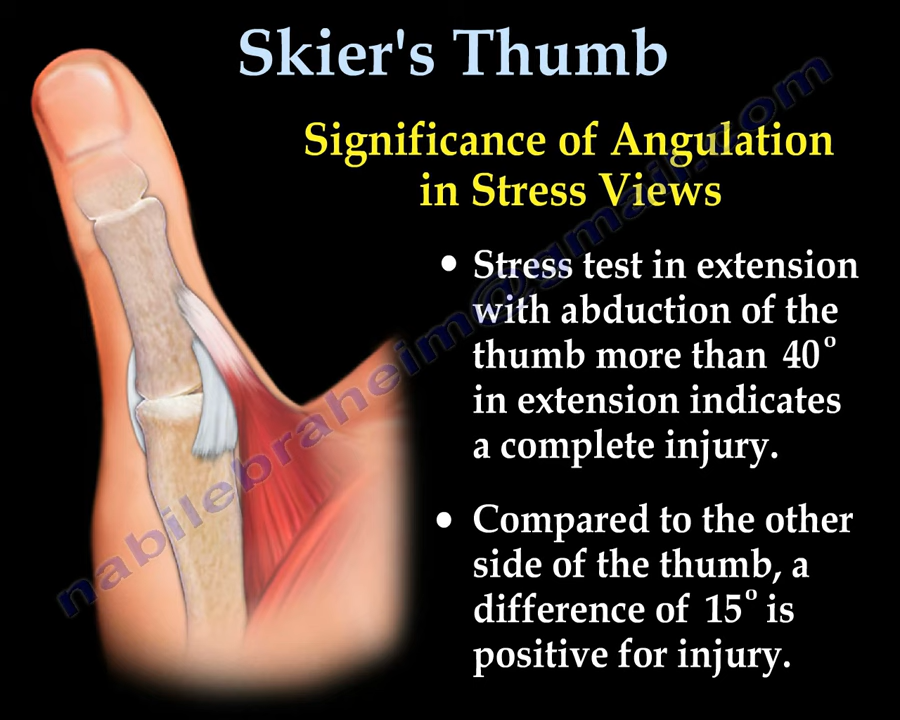 Skier's Thumb
Significance of Angulation
in Stress Views
• Stress test in extension
with abduction of the
thumb more than 40°
in extension indicates
a complete injury.
• Compared to the other
side of the thumb, a
difference of 15° is
positive for injury.
nabilebraheim@gmail.com